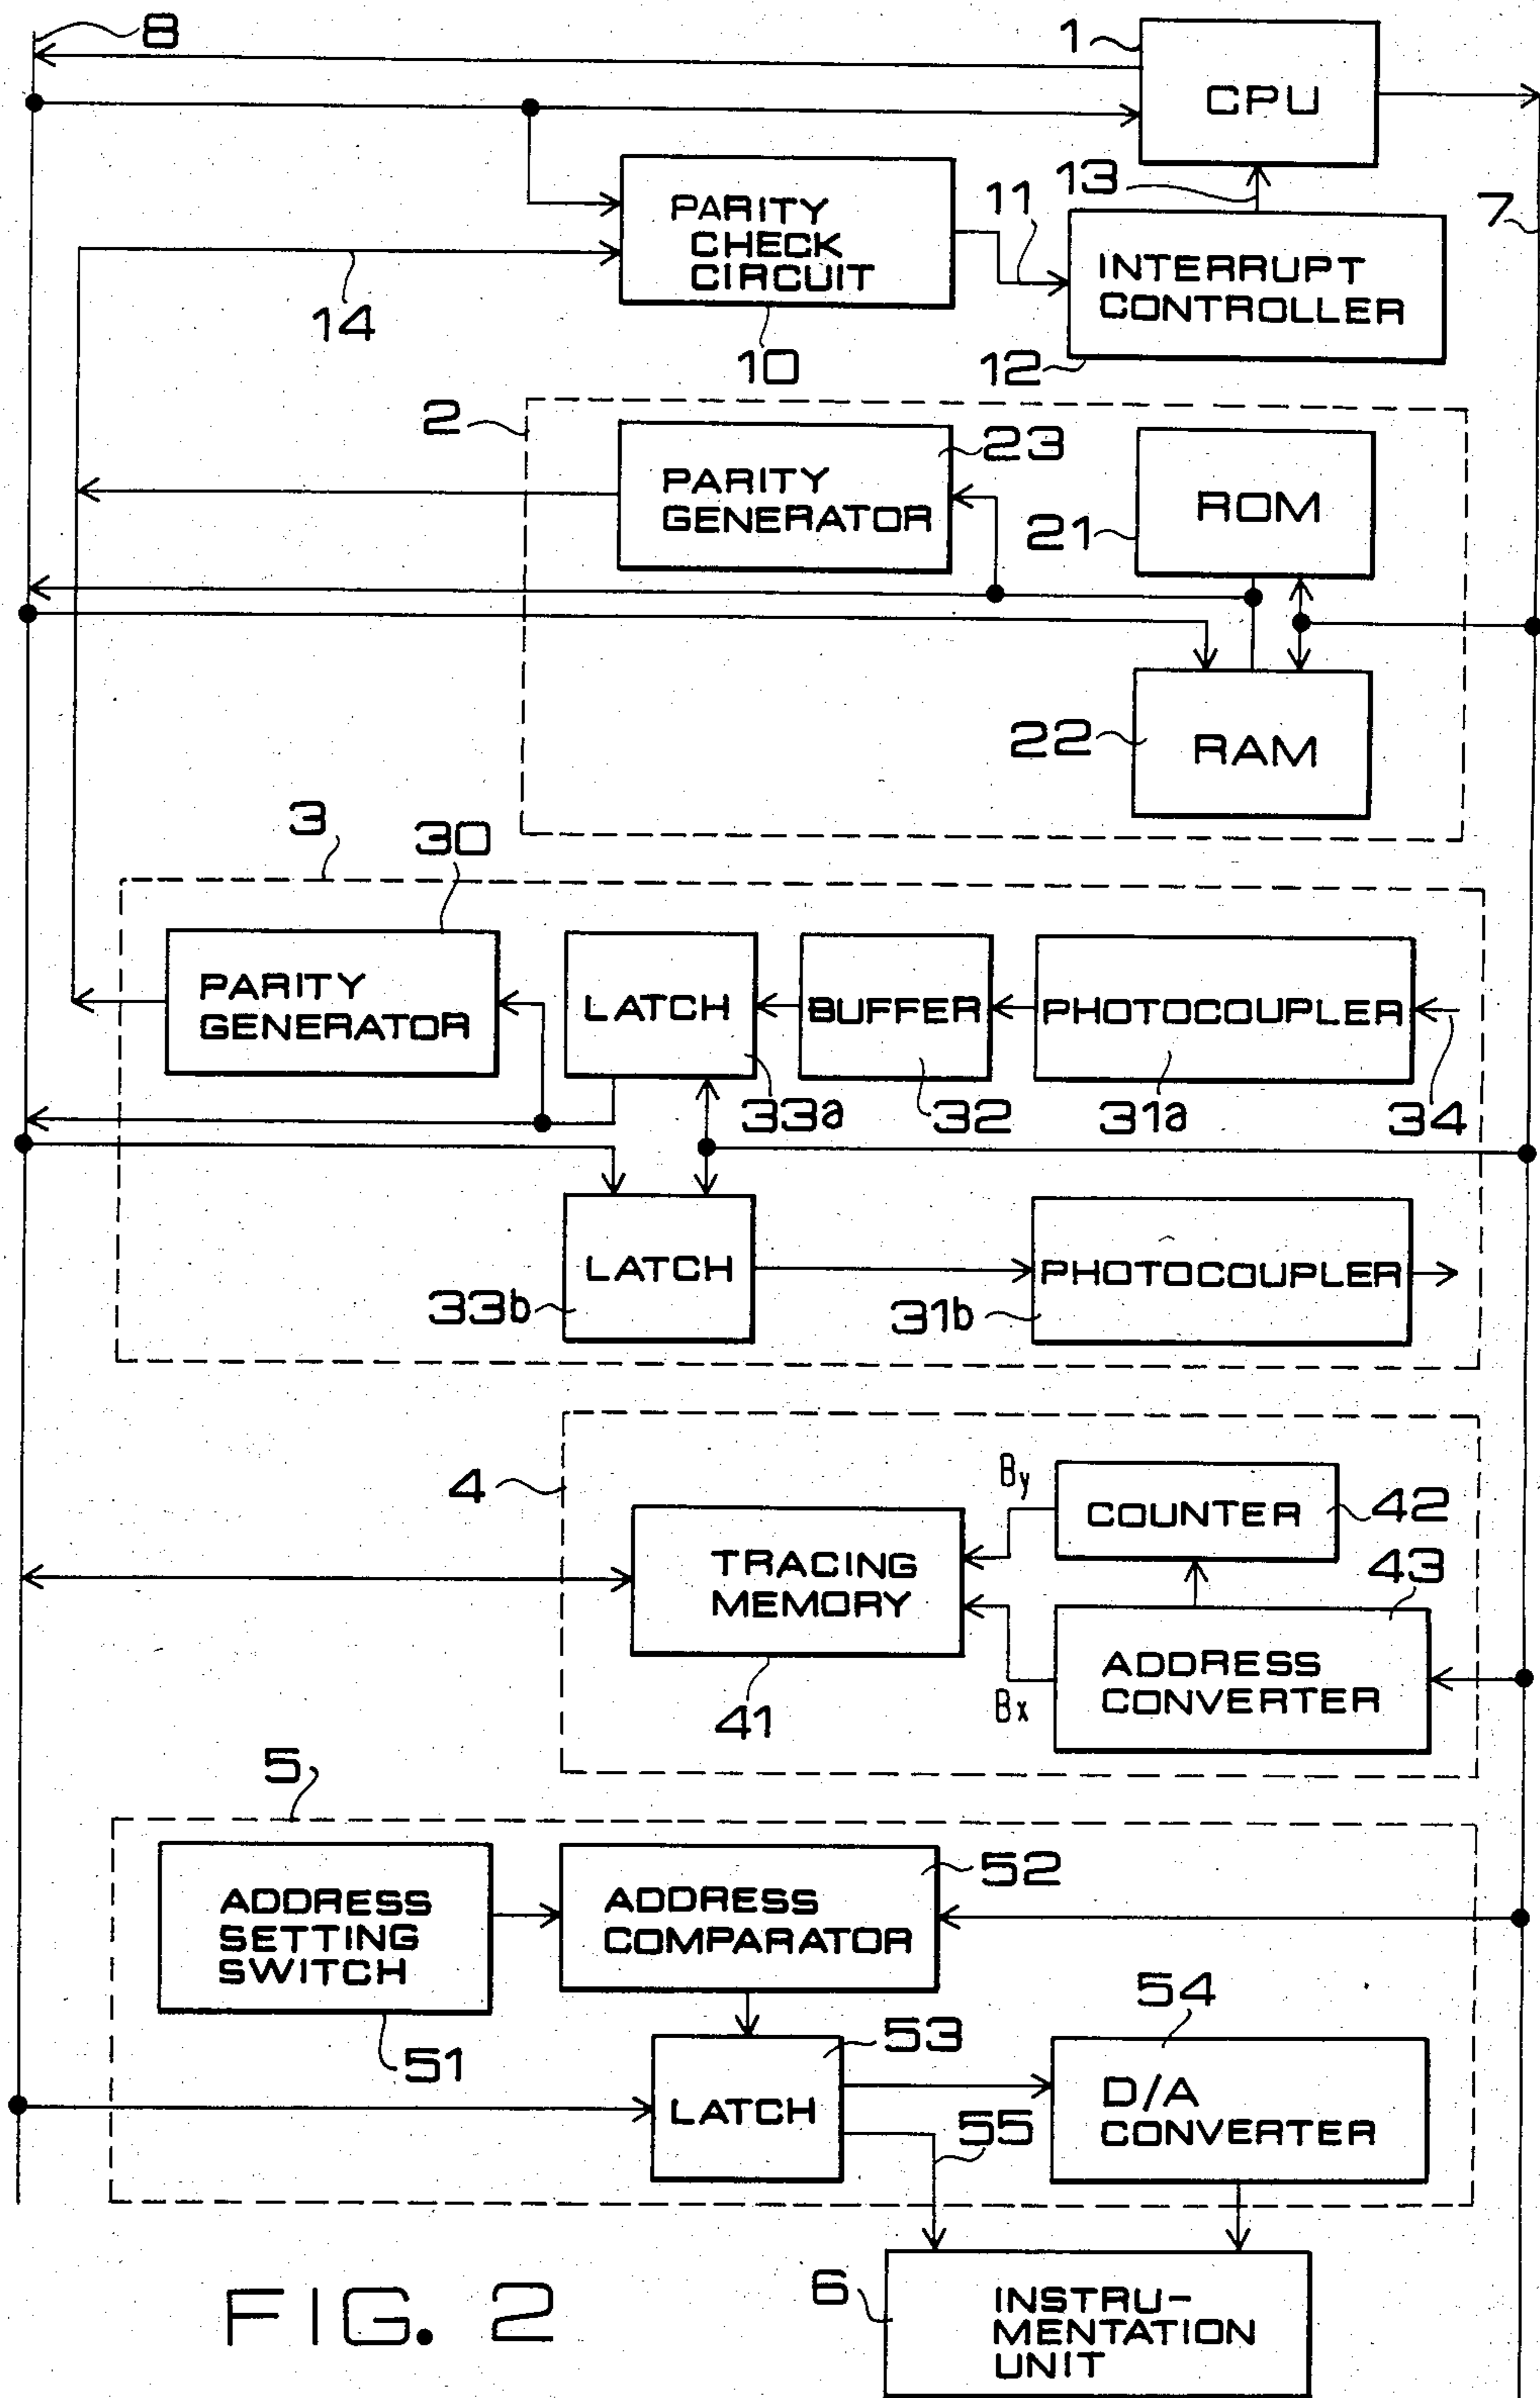 8
1
CPU
13
7
PARITY
CHECK
CIRCUIT
11
INTERRUPT
CONTROLLER
14
10
12
2
23
PARITY
GENERATOR
21
ROM
22
RAM
3
30
PARITY
GENERATOR
LATCH
BUFFER
PHOTOCOUPLER
33a
32
31a
34
LATCH
PHOTOCOUPLER
33b
31b
4
By
COUNTER
42
TRACING
MEMORY
43
41
Bx
ADDRESS
CONVERTER
5
ADDRESS
SETTING
SWITCH
ADDRESS
COMPARATOR
52
51
53
54
LATCH
55
D/A
CONVERTER
6
INSTRU-
MENTATION
UNIT
FIG. 2